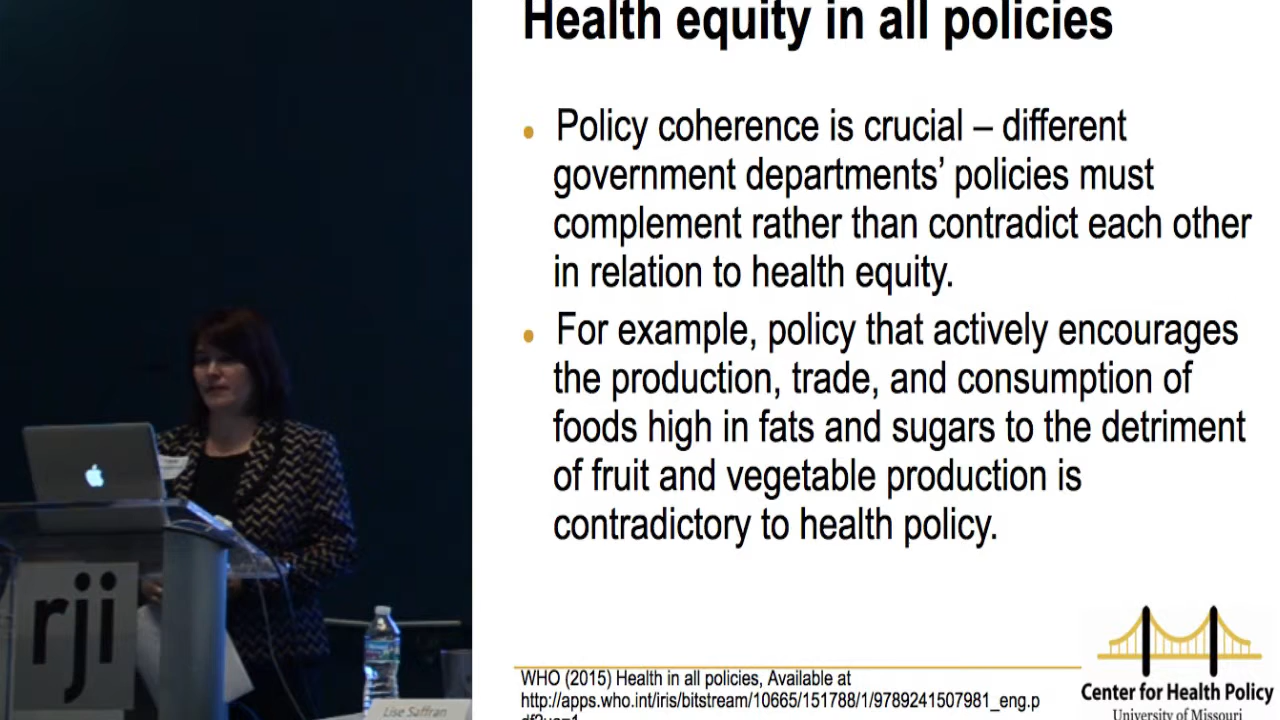 Health equity in all policies
• Policy coherence is crucial – different
government departments’ policies must
complement rather than contradict each other
in relation to health equity.
• For example, policy that actively encourages
the production, trade, and consumption of
foods high in fats and sugars to the detriment
of fruit and vegetable production is
contradictory to health policy.
WHO (2015) Health in all policies, Available at
http://apps.who.int/iris/bitstream/10665/151788/1/9789241507981_eng.p
df?ua=1
Center for Health Policy
University of Missouri
rji
Lise Saffran